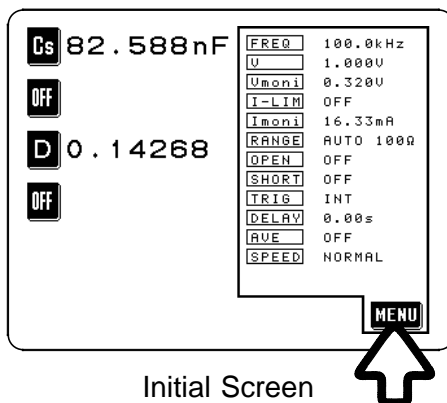 Cs 82.588nF
OFF
D 0.14268
OFF
FREQ 100.0kHz
V 1.000V
Vmoni 0.320V
I-LIM OFF
Imoni 16.33mA
RANGE AUTO 100Ω
OPEN OFF
SHORT OFF
TRIG INT
DELAY 0.00s
AVE OFF
SPEED NORMAL
MENU
Initial Screen